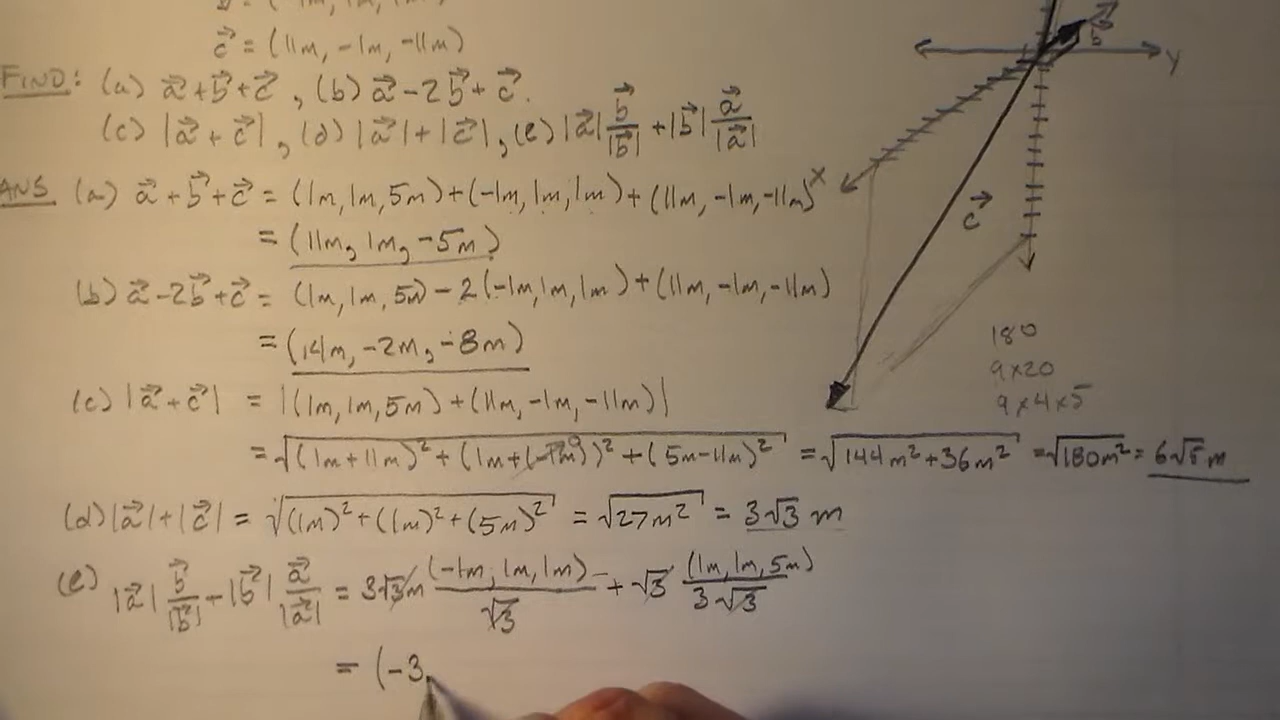 c⃗ = (11m, -1m, -11m)
FIND: (a) a⃗+b⃗+c⃗, (b) a⃗-2b⃗+c⃗.
(c) |a⃗+c⃗|, (d) |a⃗|+|c⃗|, (e) |a⃗| b⃗/|b⃗| + |b⃗| a⃗/|a⃗|
ANS (a) a⃗+b⃗+c⃗ = (1m, 1m, 5m)+(-1m, 1m, 1m)+(11m, -1m, -11m)
= (11m, 1m, -5m)
(b) a⃗-2b⃗+c⃗ = (1m, 1m, 5m)-2(-1m, 1m, 1m)+(11m, -1m, -11m)
= (14m, -2m, -8m)
(c) |a⃗+c⃗| = |(1m, 1m, 5m)+(11m, -1m, -11m)|
= √((1m+11m)²+(1m+(-1m))²+(5m-11m)²) = √(144m²+36m²) = √(180m²) = 6√5 m
(d) |a⃗|+|c⃗| = √((1m)²+(1m)²+(5m)²) = √(27m²) = 3√3 m
(e) |a⃗| b⃗/|b⃗| + |b⃗| a⃗/|a⃗| = 3√3m (-1m, 1m, 1m)/√3 + √3 (1m, 1m, 5m)/3√3
= (-3
b⃗
y
x
c⃗
180
9×20
9×4×5